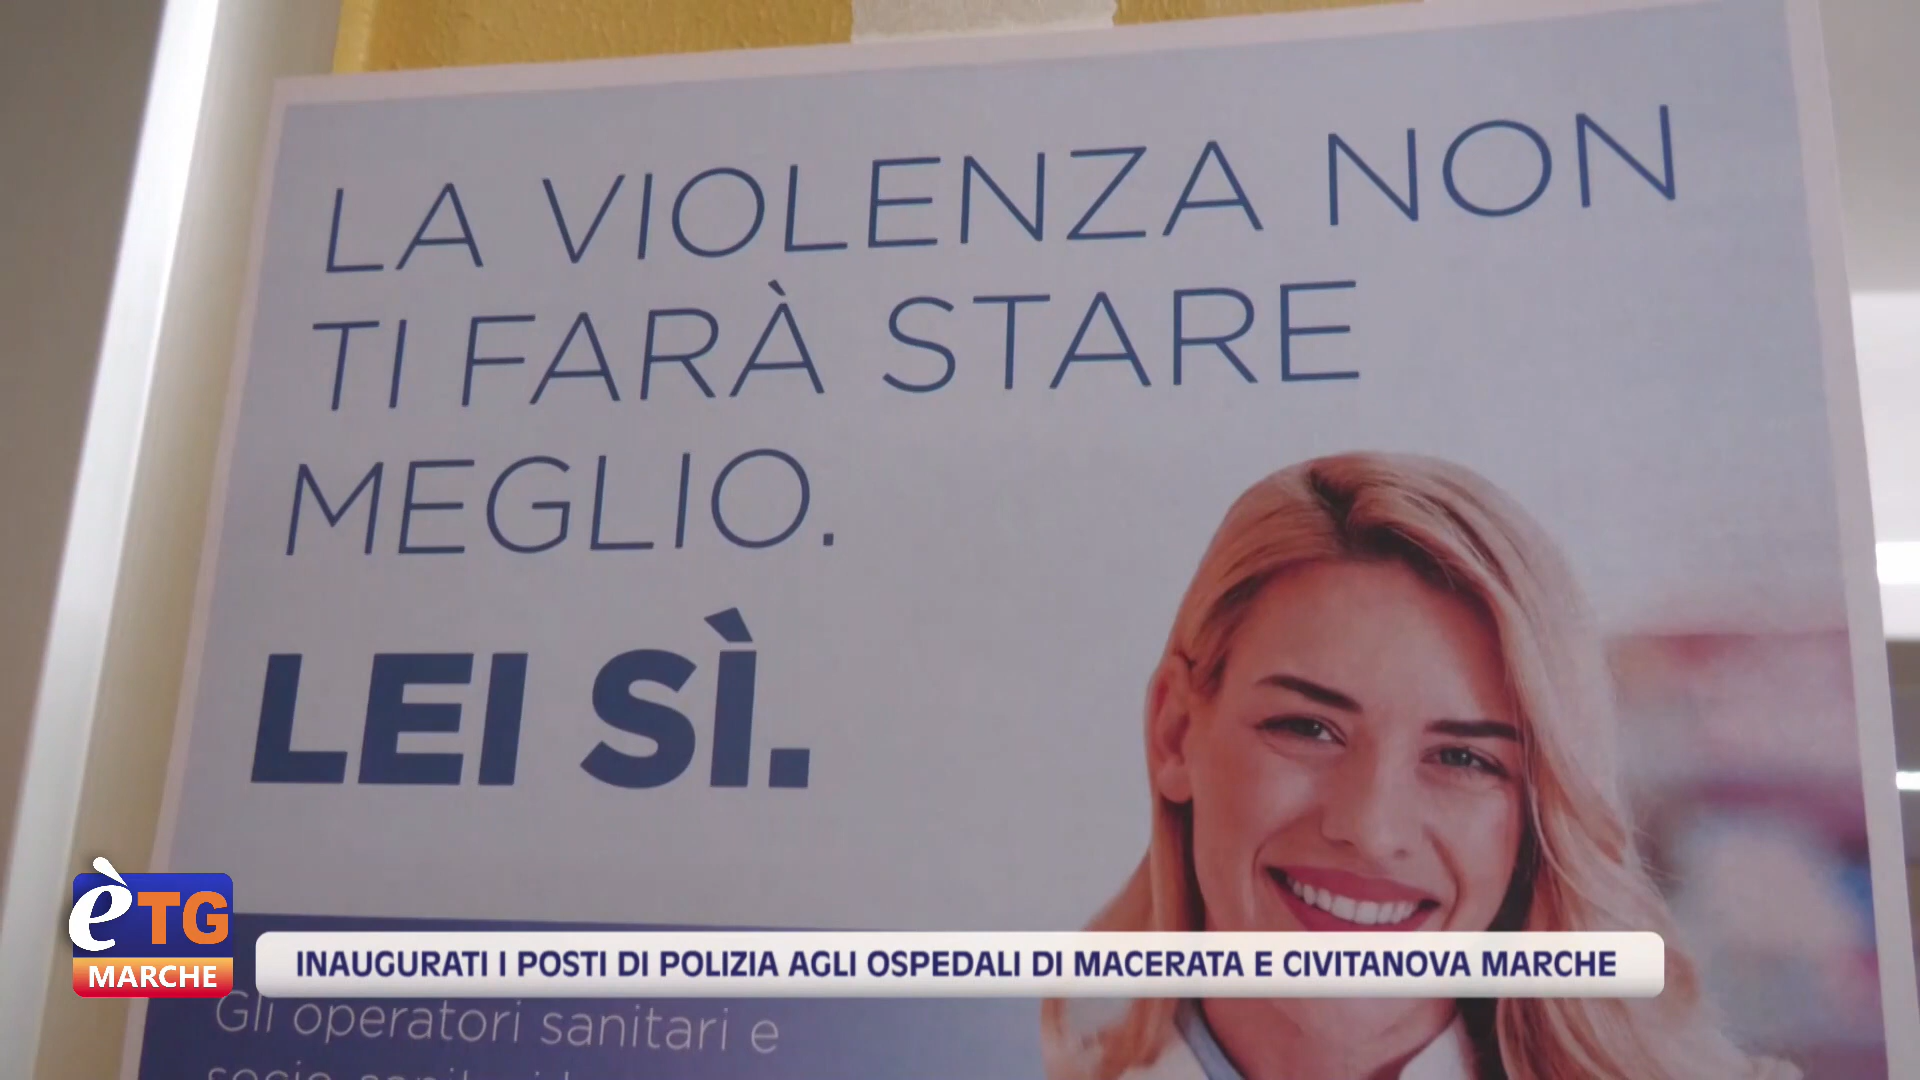 LA VIOLENZA NON
TI FARÀ STARE
MEGLIO.
LEI SÌ.
è TG
MARCHE
INAUGURATI I POSTI DI POLIZIA AGLI OSPEDALI DI MACERATA E CIVITANOVA MARCHE
Gli operatori sanitari e